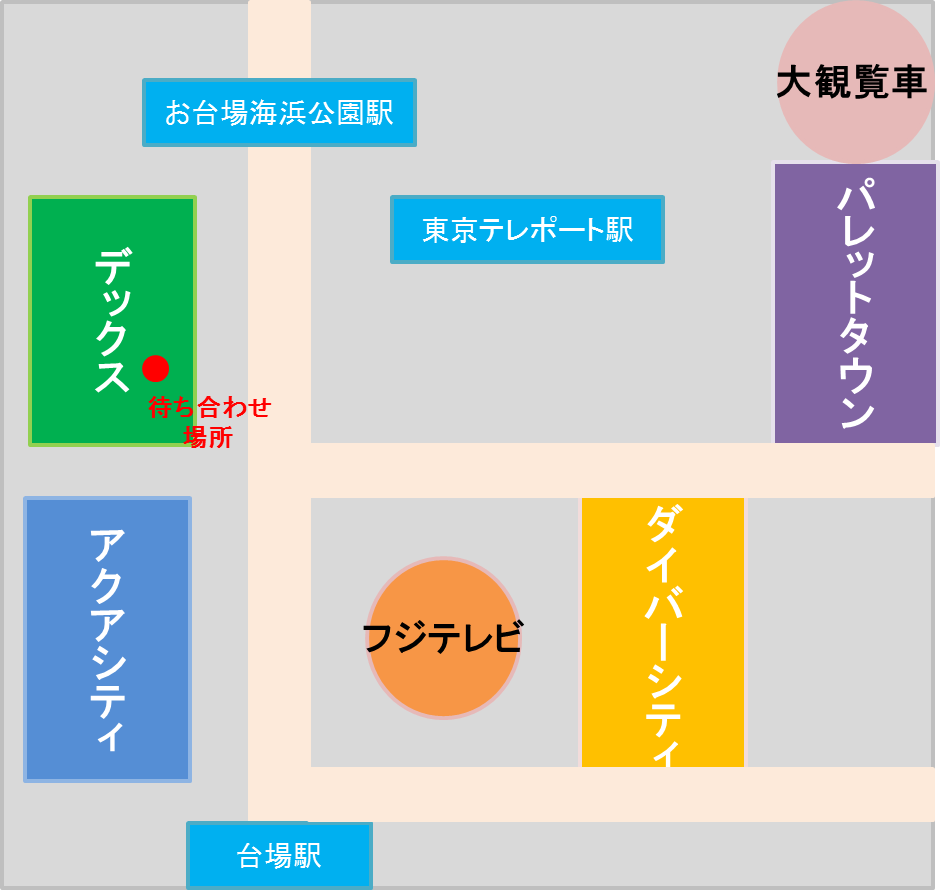 大観覧車
お台場海浜公園駅
パレットタウン
東京テレポート駅
デックス
待ち合わせ
場所
ダイバーシティ
アクアシティ
フジテレビ
台場駅